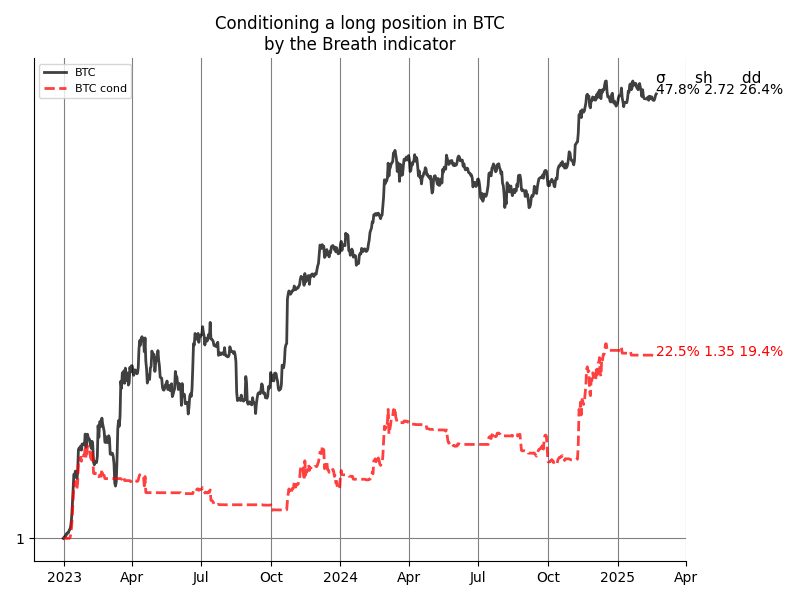 Conditioning a long position in BTC
by the Breath indicator
BTC
BTC cond
σ sh dd
47.8% 2.72 26.4%
22.5% 1.35 19.4%
1
2023 Apr Jul Oct 2024 Apr Jul Oct 2025 Apr